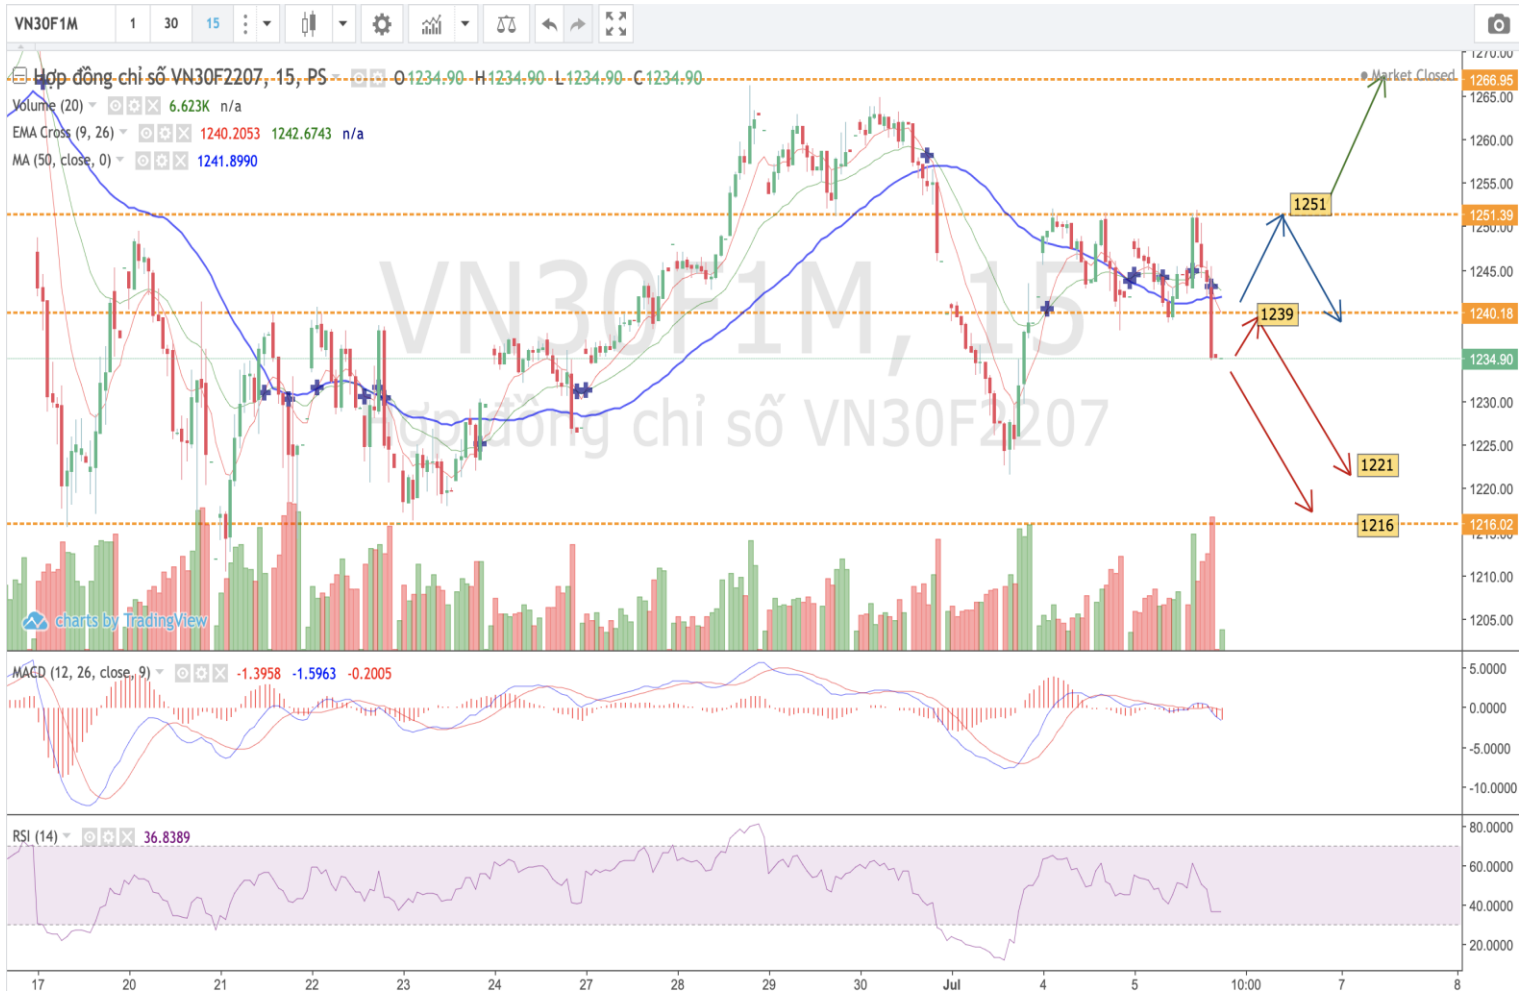 VN30F1M 1 30 15
Hợp đồng chỉ số VN30F2207, 15, PS O1234.90 H1234.90 L1234.90 C1234.90
Market Closed
Volume (20) 6.623K n/a
EMA Cross (9, 26) 1240.2053 1242.6743 n/a
MA (50, close, 0) 1241.8990
VN30F1M, 15
Hợp đồng chỉ số VN30F2207
1251
1239
1221
1216
1270.00
1266.95
1265.00
1260.00
1255.00
1251.39
1250.00
1245.00
1240.18
1234.90
1230.00
1225.00
1220.00
1216.02
1215.00
1210.00
1205.00
charts by TradingView
MACD (12, 26, close, 9) -1.3958 -1.5963 -0.2005
5.0000
0.0000
-5.0000
-10.0000
RSI (14) 36.8389
80.0000
60.0000
40.0000
20.0000
17 20 21 22 23 24 27 28 29 30 Jul 4 5 10:00 7 8